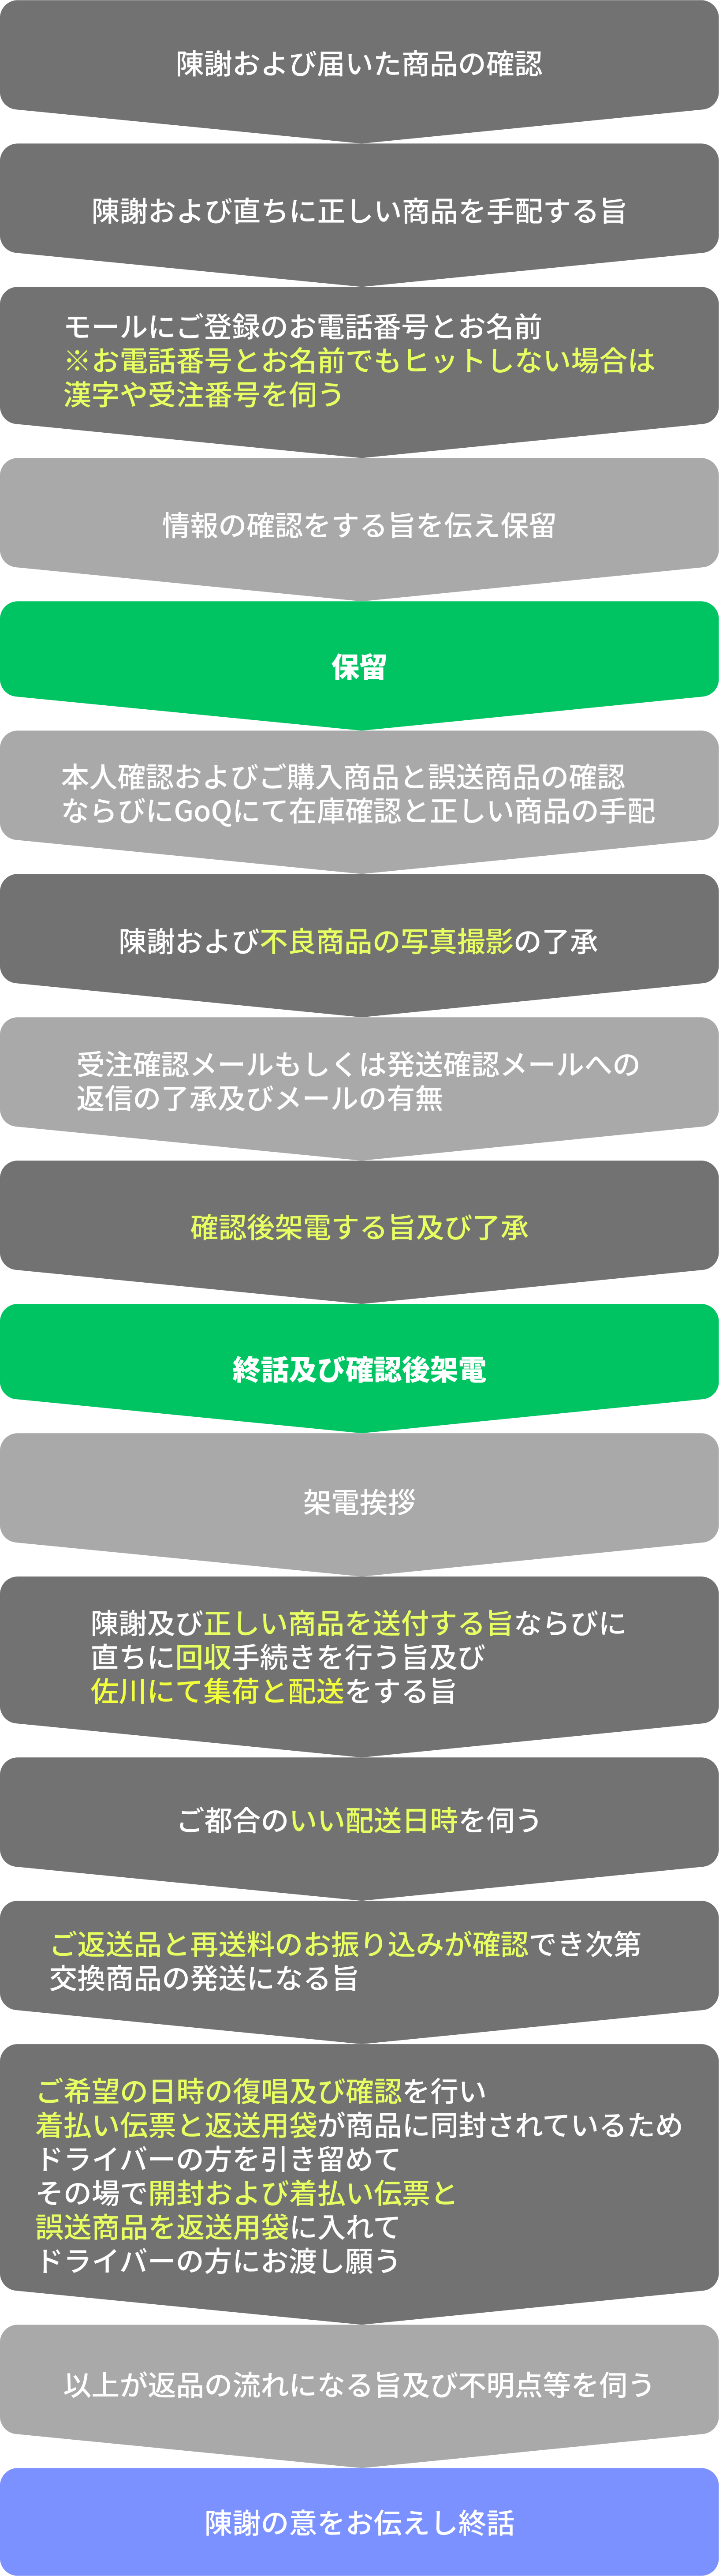 陳謝および届いた商品の確認
陳謝および直ちに正しい商品を手配する旨
モールにご登録のお電話番号とお名前
※お電話番号とお名前でもヒットしない場合は
漢字や受注番号を伺う
情報の確認をする旨を伝え保留
保留
本人確認およびご購入商品と誤送商品の確認
ならびにGoQにて在庫確認と正しい商品の手配
陳謝および不良商品の写真撮影の了承
受注確認メールもしくは発送確認メールへの
返信の了承及びメールの有無
確認後架電する旨及び了承
終話及び確認後架電
架電挨拶
陳謝及び正しい商品を送付する旨ならびに
直ちに回収手続きを行う旨及び
佐川にて集荷と配送をする旨
ご都合のいい配送日時を伺う
ご返送品と再送料のお振り込みが確認でき次第
交換商品の発送になる旨
ご希望の日時の復唱及び確認を行い
着払い伝票と返送用袋が商品に同封されているため
ドライバーの方を引き留めて
その場で開封および着払い伝票と
誤送商品を返送用袋に入れて
ドライバーの方にお渡し願う
以上が返品の流れになる旨及び不明点等を伺う
陳謝の意をお伝えし終話